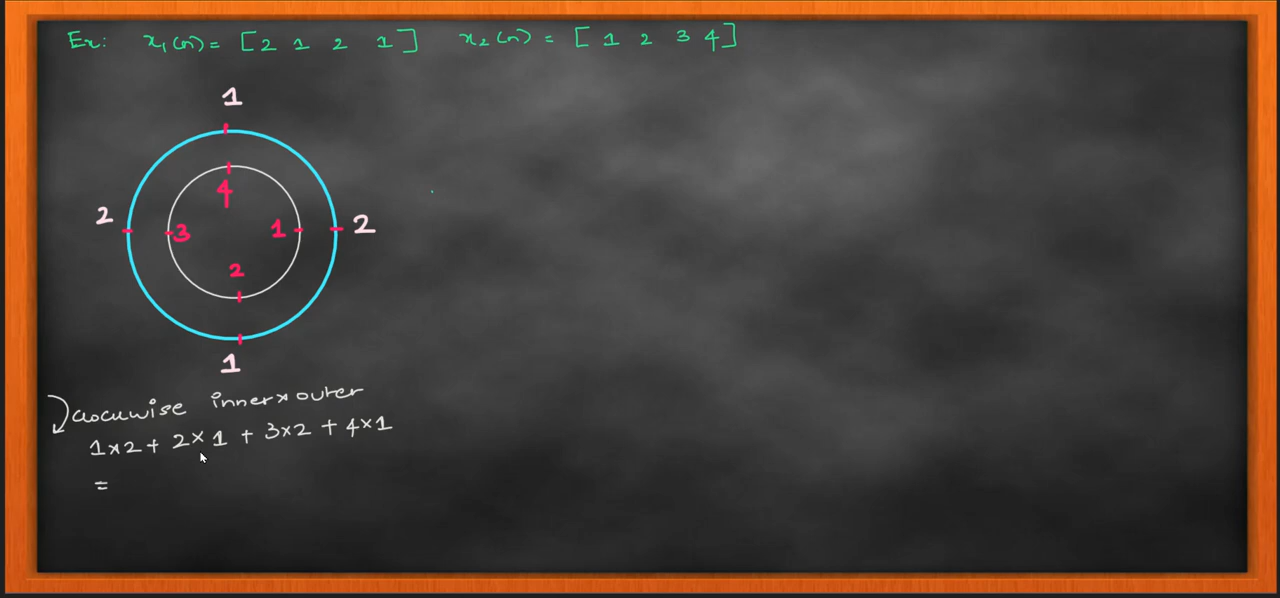 Ex: x₁(n) = [2 1 2 1] x₂(n) = [1 2 3 4]
1
4
2 3 1 2
2
1
clocuwise inner×outer
1×2 + 2×1 + 3×2 + 4×1
=